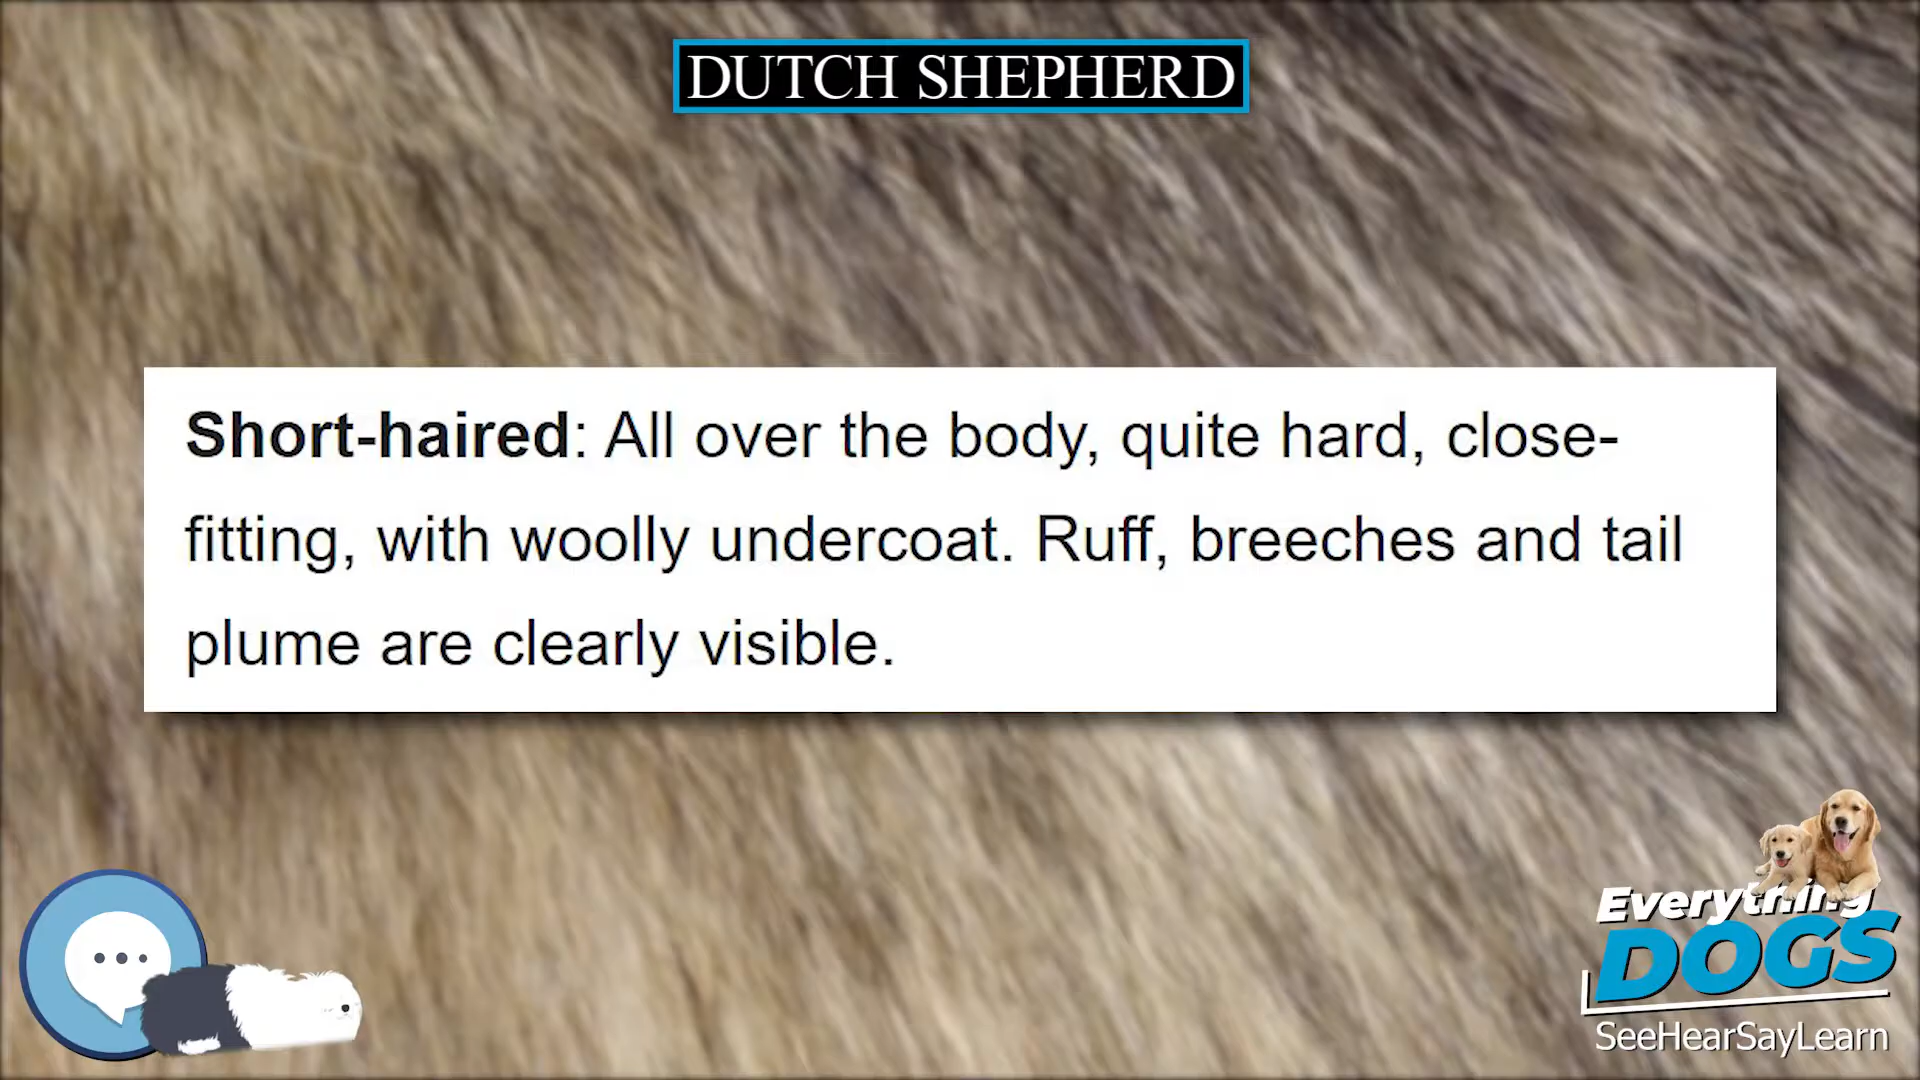 DUTCH SHEPHERD
Short-haired: All over the body, quite hard, close-
fitting, with woolly undercoat. Ruff, breeches and tail
plume are clearly visible.
Everything
DOGS
SeeHearSayLearn